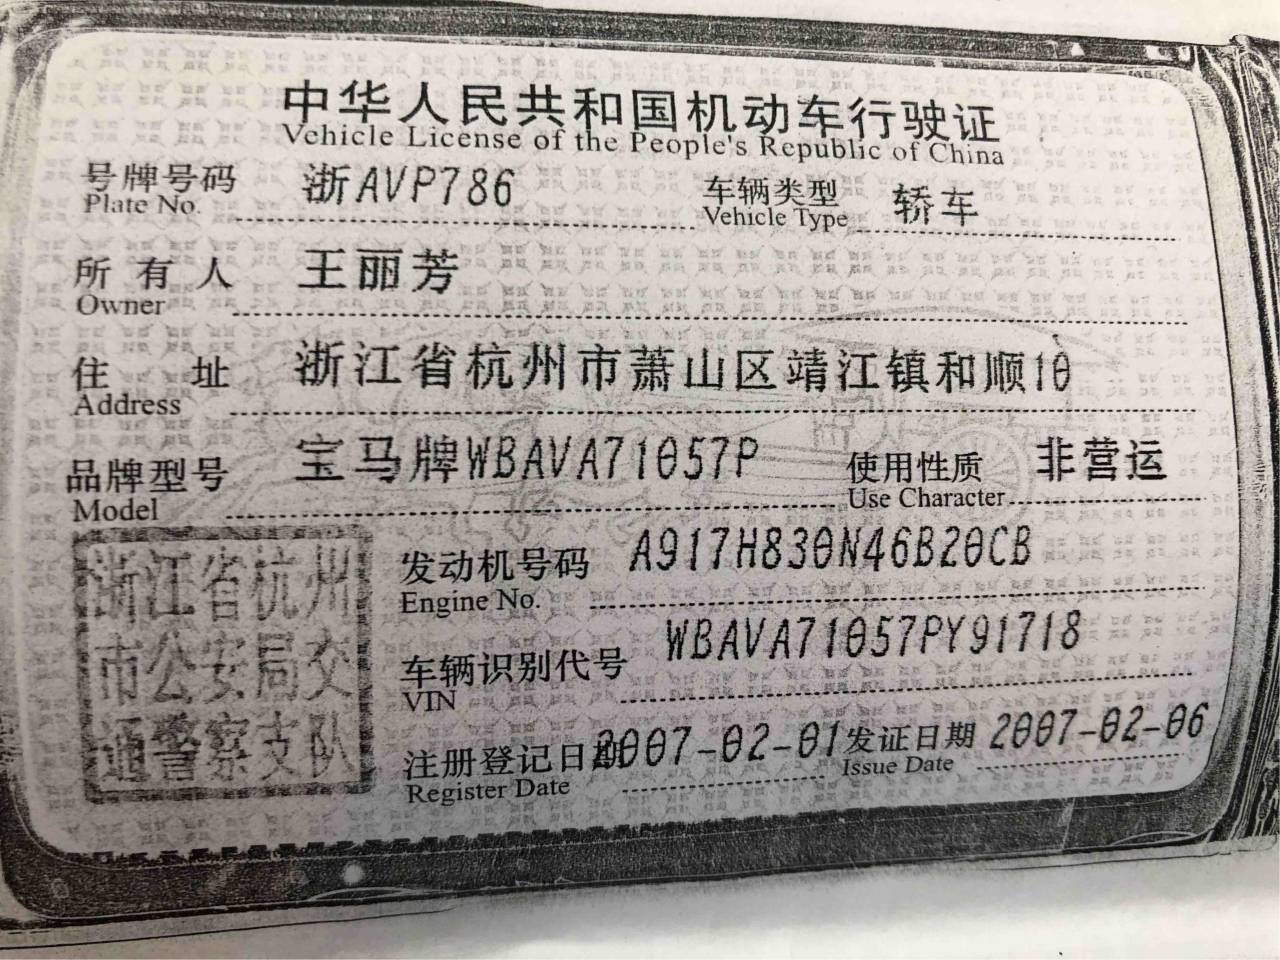 中华人民共和国机动车行驶证
Vehicle License of the People's Republic of China
号牌号码 浙AVP786 车辆类型 轿车
Plate No. Vehicle Type
所有人 王丽芳
Owner
住址 浙江省杭州市萧山区靖江镇和顺10
Address
品牌型号 宝马牌WBAVA71057P 使用性质 非营运
Model Use Character
发动机号码 A917H830N46B20CB
Engine No.
车辆识别代号 WBAVA71057PY91718
VIN
注册登记日期 2007-02-01 发证日期 2007-02-06
Register Date Issue Date
浙江省杭州
市公安局交
通警察支队